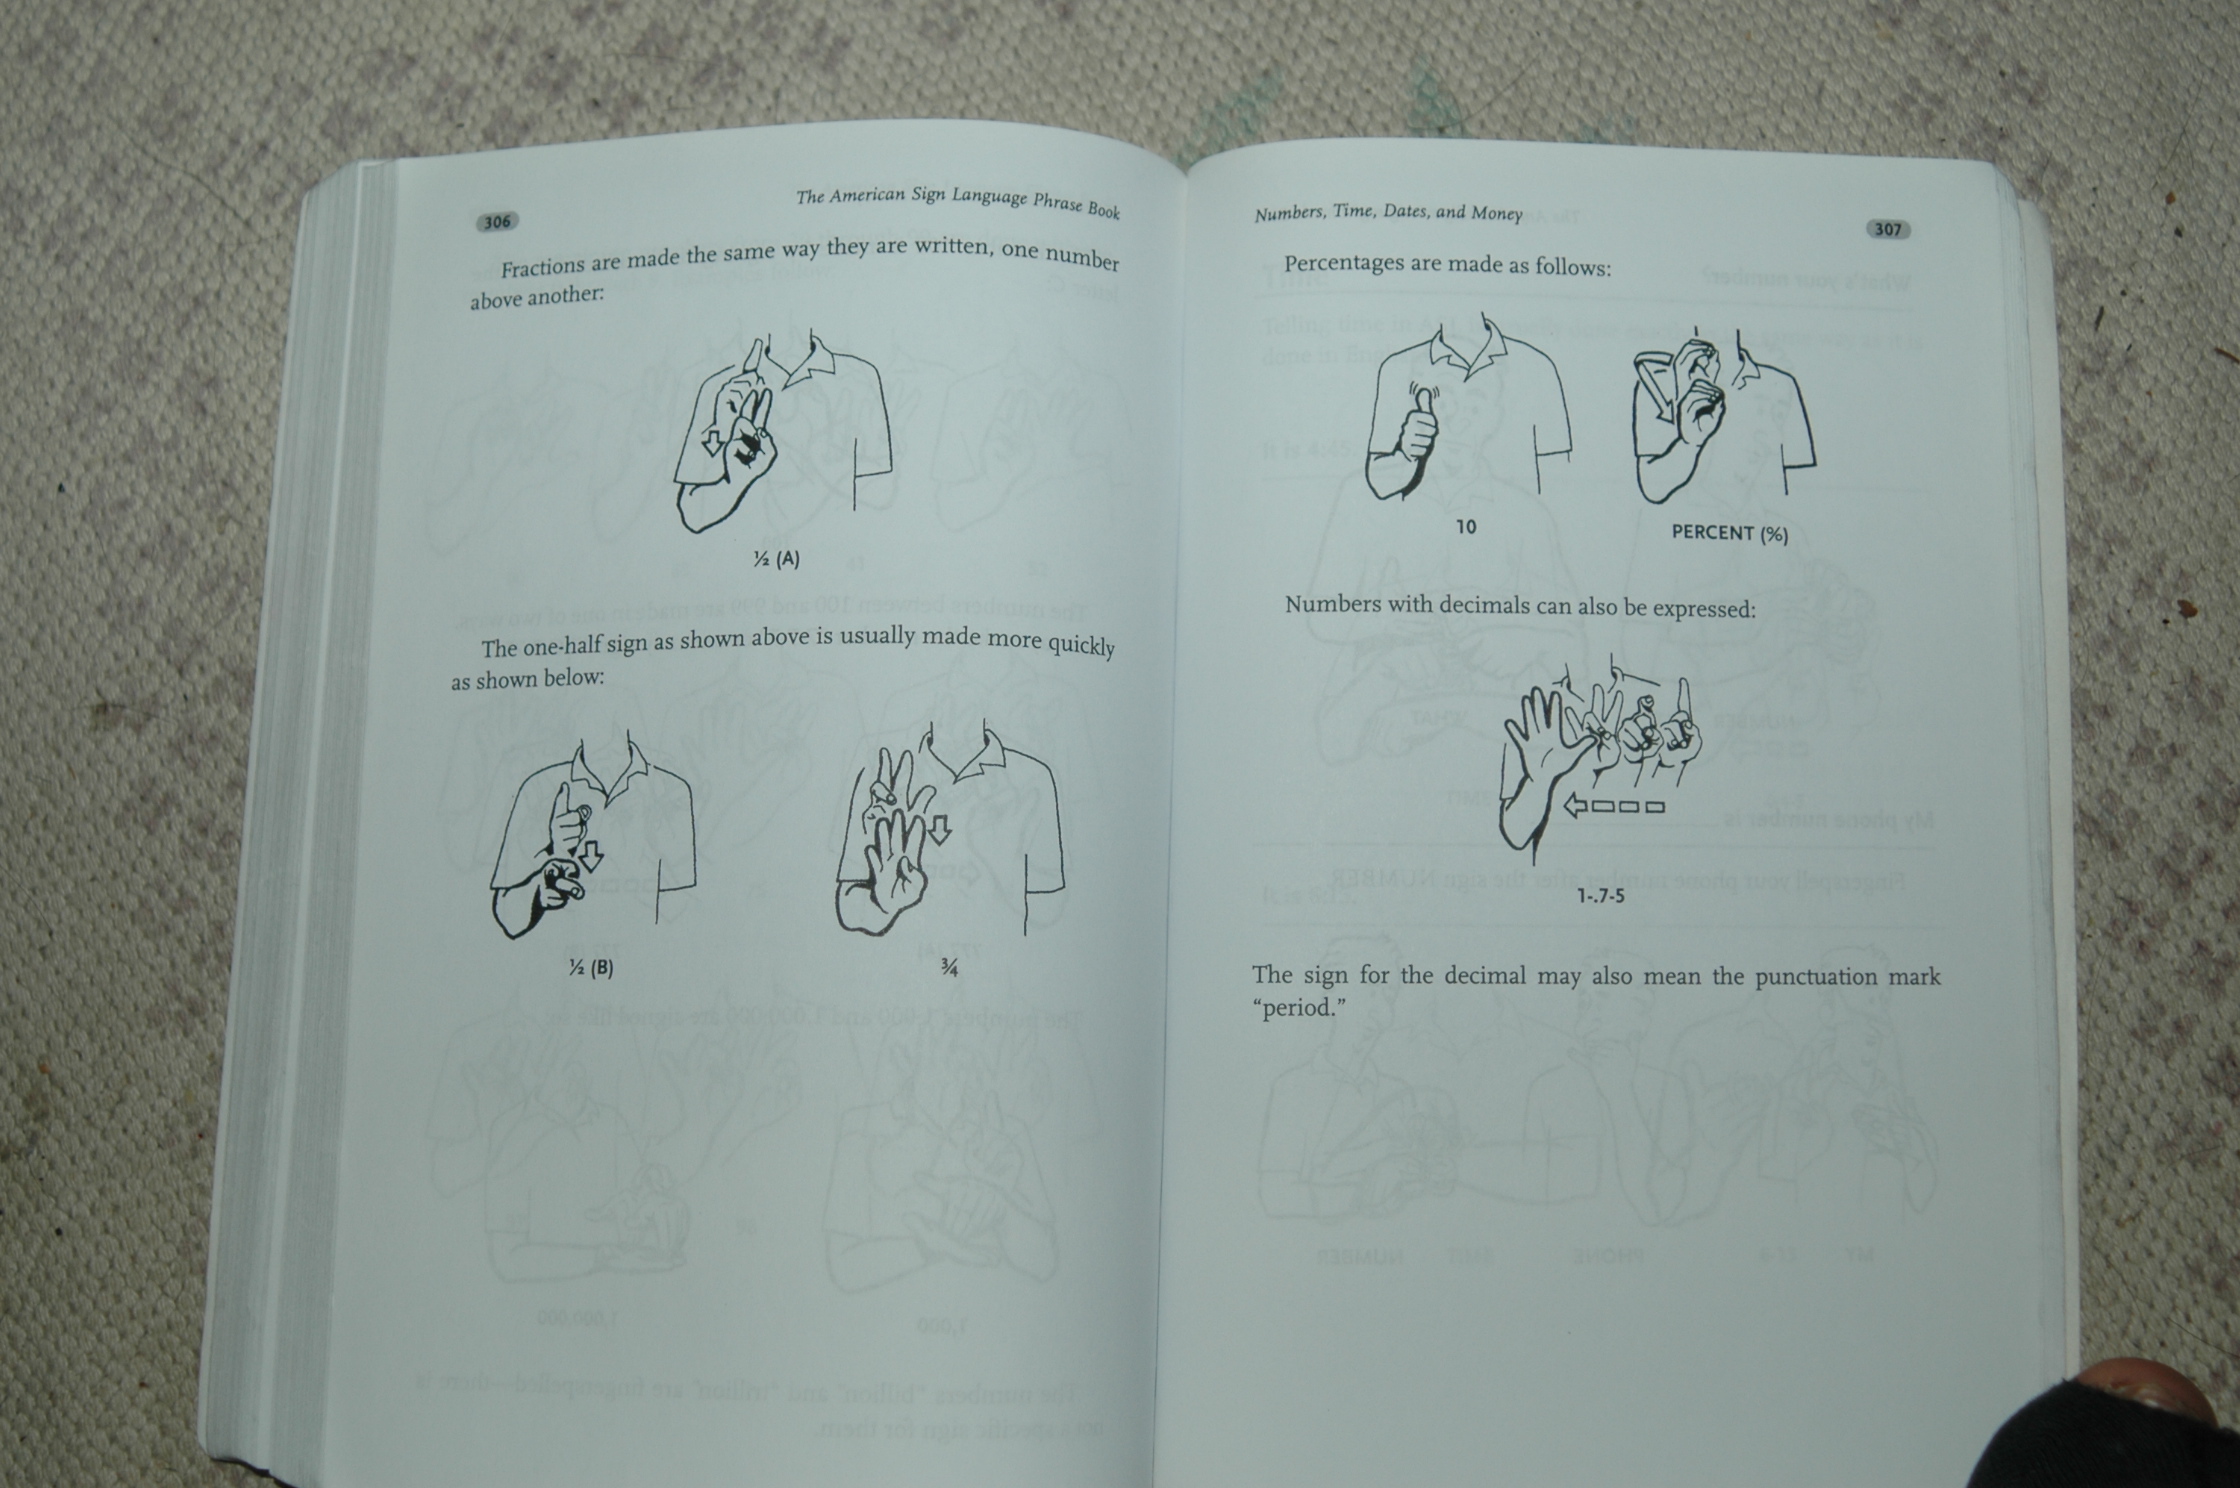 The American Sign Language Phrase Book
306
Fractions are made the same way they are written, one number
above another:
½ (A)
The one-half sign as shown above is usually made more quickly
as shown below:
½ (B)
¾
Numbers, Time, Dates, and Money
307
Percentages are made as follows:
10
PERCENT (%)
Numbers with decimals can also be expressed:
1-.7-5
The sign for the decimal may also mean the punctuation mark
“period.”